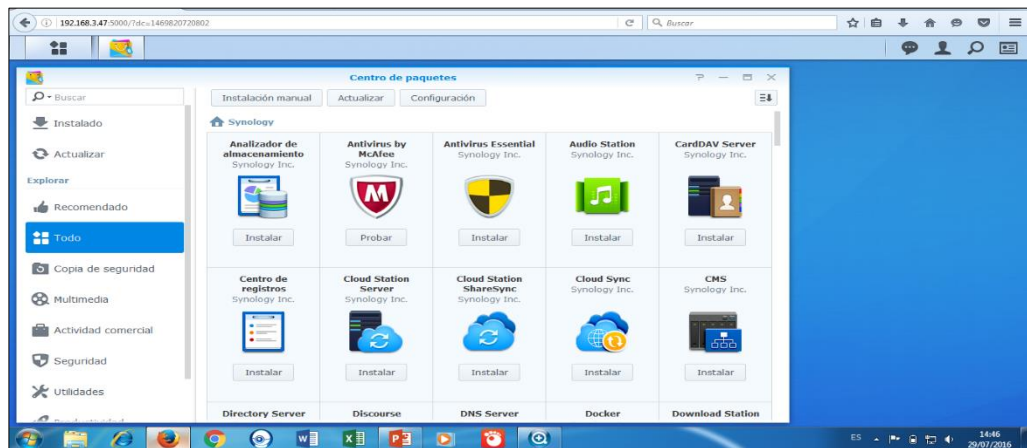 192.168.3.47:5000/?dc=1469820720802
Buscar
Centro de paquetes
Buscar
Instalado
Actualizar
Explorar
Recomendado
Todo
Copia de seguridad
Multimedia
Actividad comercial
Seguridad
Utilidades
Instalación manual
Actualizar
Configuración
Synology
Analizador de
almacenamiento
Synology Inc.
Instalar
Antivirus by
McAfee
Synology Inc.
Probar
Antivirus Essential
Synology Inc.
Instalar
Audio Station
Synology Inc.
Instalar
CardDAV Server
Synology Inc.
Instalar
Centro de
registros
Synology Inc.
Instalar
Cloud Station
Server
Synology Inc.
Instalar
Cloud Station
ShareSync
Synology Inc.
Instalar
Cloud Sync
Synology Inc.
Instalar
CMS
Synology Inc.
Instalar
Directory Server
Discourse
DNS Server
Docker
Download Station
ES
14:46
29/07/2016